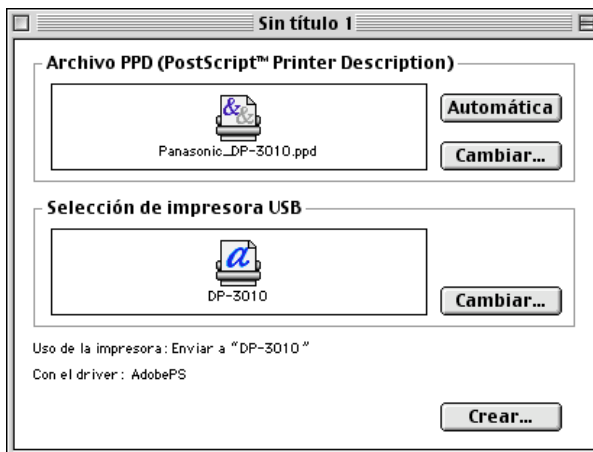 Sin título 1
Archivo PPD (PostScript™ Printer Description)
Automática
Panasonic_DP-3010.ppd
Cambiar...
Selección de impresora USB
DP-3010
Cambiar...
Uso de la impresora: Enviar a "DP-3010"
Con el driver: AdobePS
Crear...